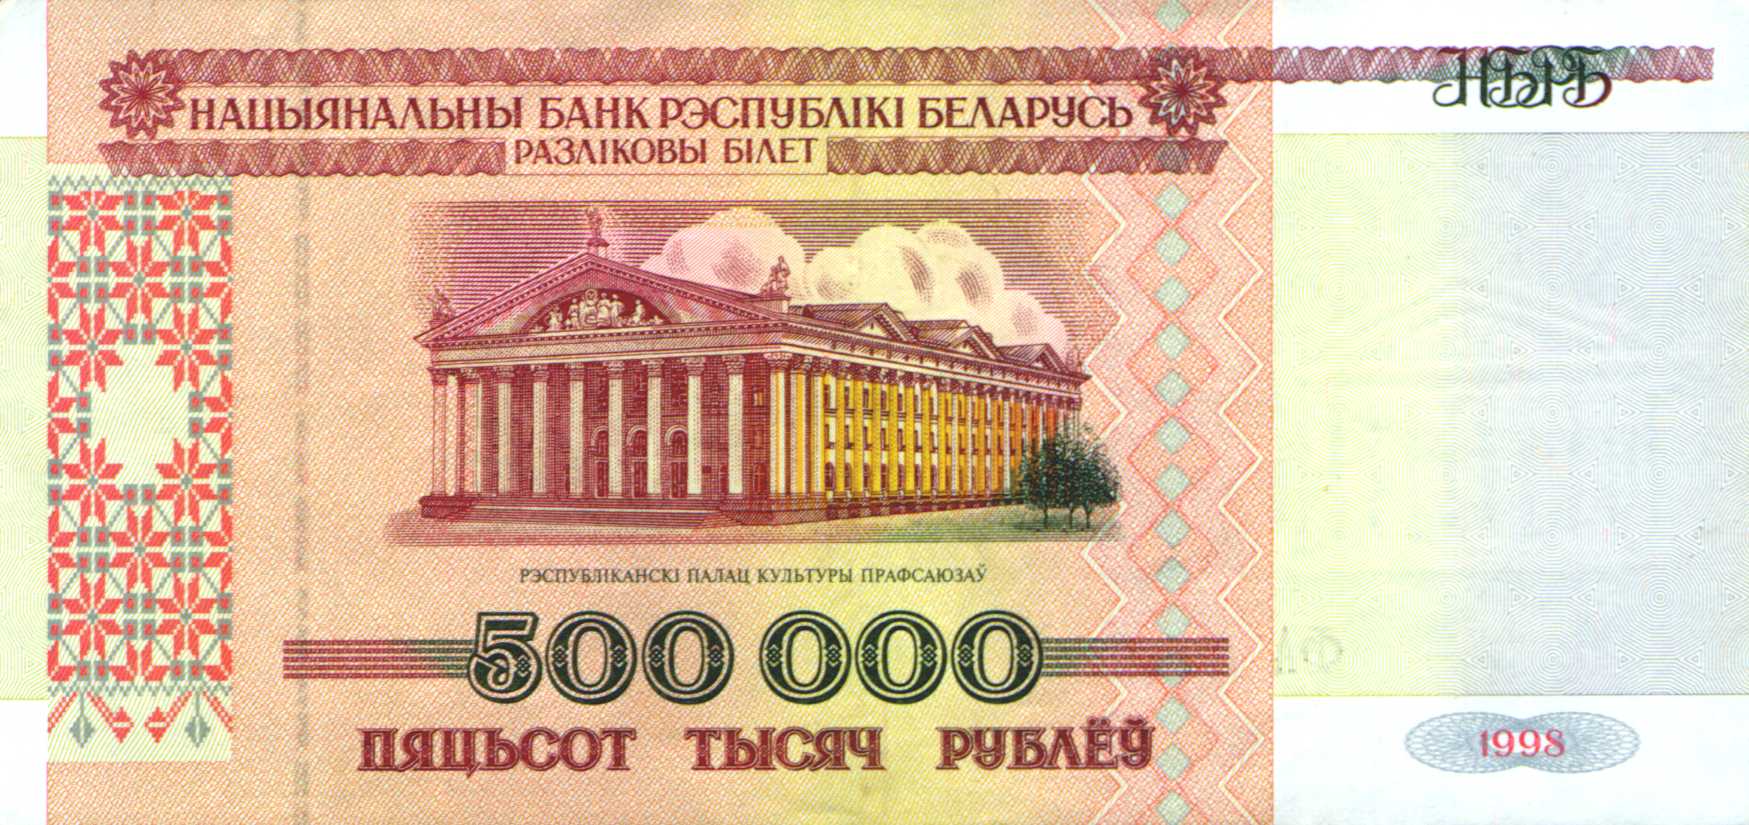 НАЦЫЯНАЛЬНЫ БАНК РЭСПУБЛІКІ БЕЛАРУСЬ
НБРБ
РАЗЛІКОВЫ БІЛЕТ
РЭСПУБЛІКАНСКІ ПАЛАЦ КУЛЬТУРЫ ПРАФСАЮЗАЎ
500 000
ПЯЦЬСОТ ТЫСЯЧ РУБЛЁЎ
1998